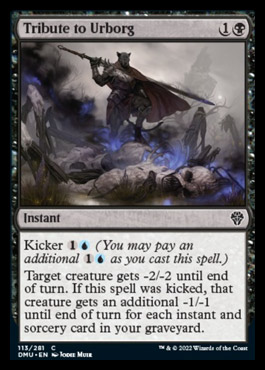 Tribute to Urborg 1
Instant
Kicker 1 (You may pay an
additional 1 as you cast this spell.)
Target creature gets -2/-2 until end
of turn. If this spell was kicked, that
creature gets an additional -1/-1
until end of turn for each instant and
sorcery card in your graveyard.
113/281 C
DMU • EN Jodie Muir
™ & © 2022 Wizards of the Coast